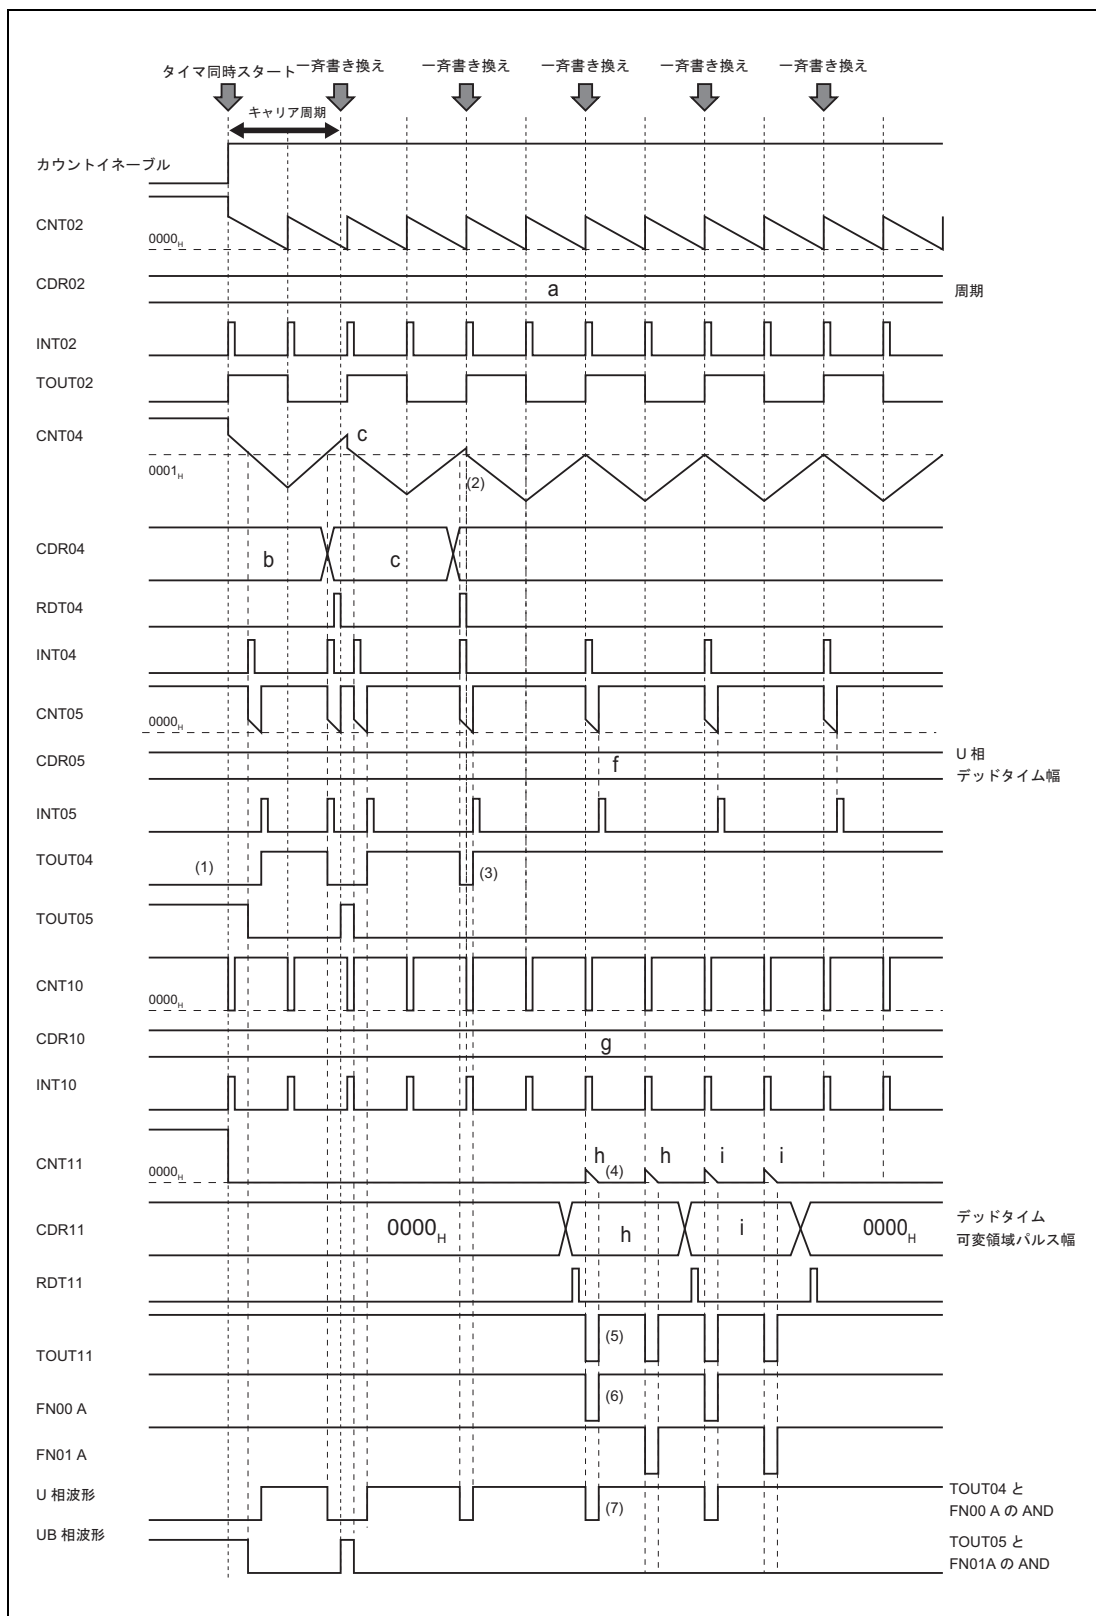 タイマ同時スタート 一斉書き換え 一斉書き換え 一斉書き換え 一斉書き換え 一斉書き換え
キャリア周期
カウントイネーブル
CNT02
0000H
CDR02
a
周期
INT02
TOUT02
CNT04
c
0001H
(2)
CDR04
b
c
RDT04
INT04
CNT05
0000H
CDR05
f
U 相
デッドタイム幅
INT05
TOUT04
(1)
(3)
TOUT05
CNT10
0000H
CDR10
g
INT10
CNT11
0000H
h
(4)
h
i
i
CDR11
0000H
h
i
0000H
デッドタイム
可変領域パルス幅
RDT11
TOUT11
(5)
FN00 A
(6)
FN01 A
U 相波形
(7)
TOUT04 と
FN00 A の AND
UB 相波形
TOUT05 と
FN01A の AND